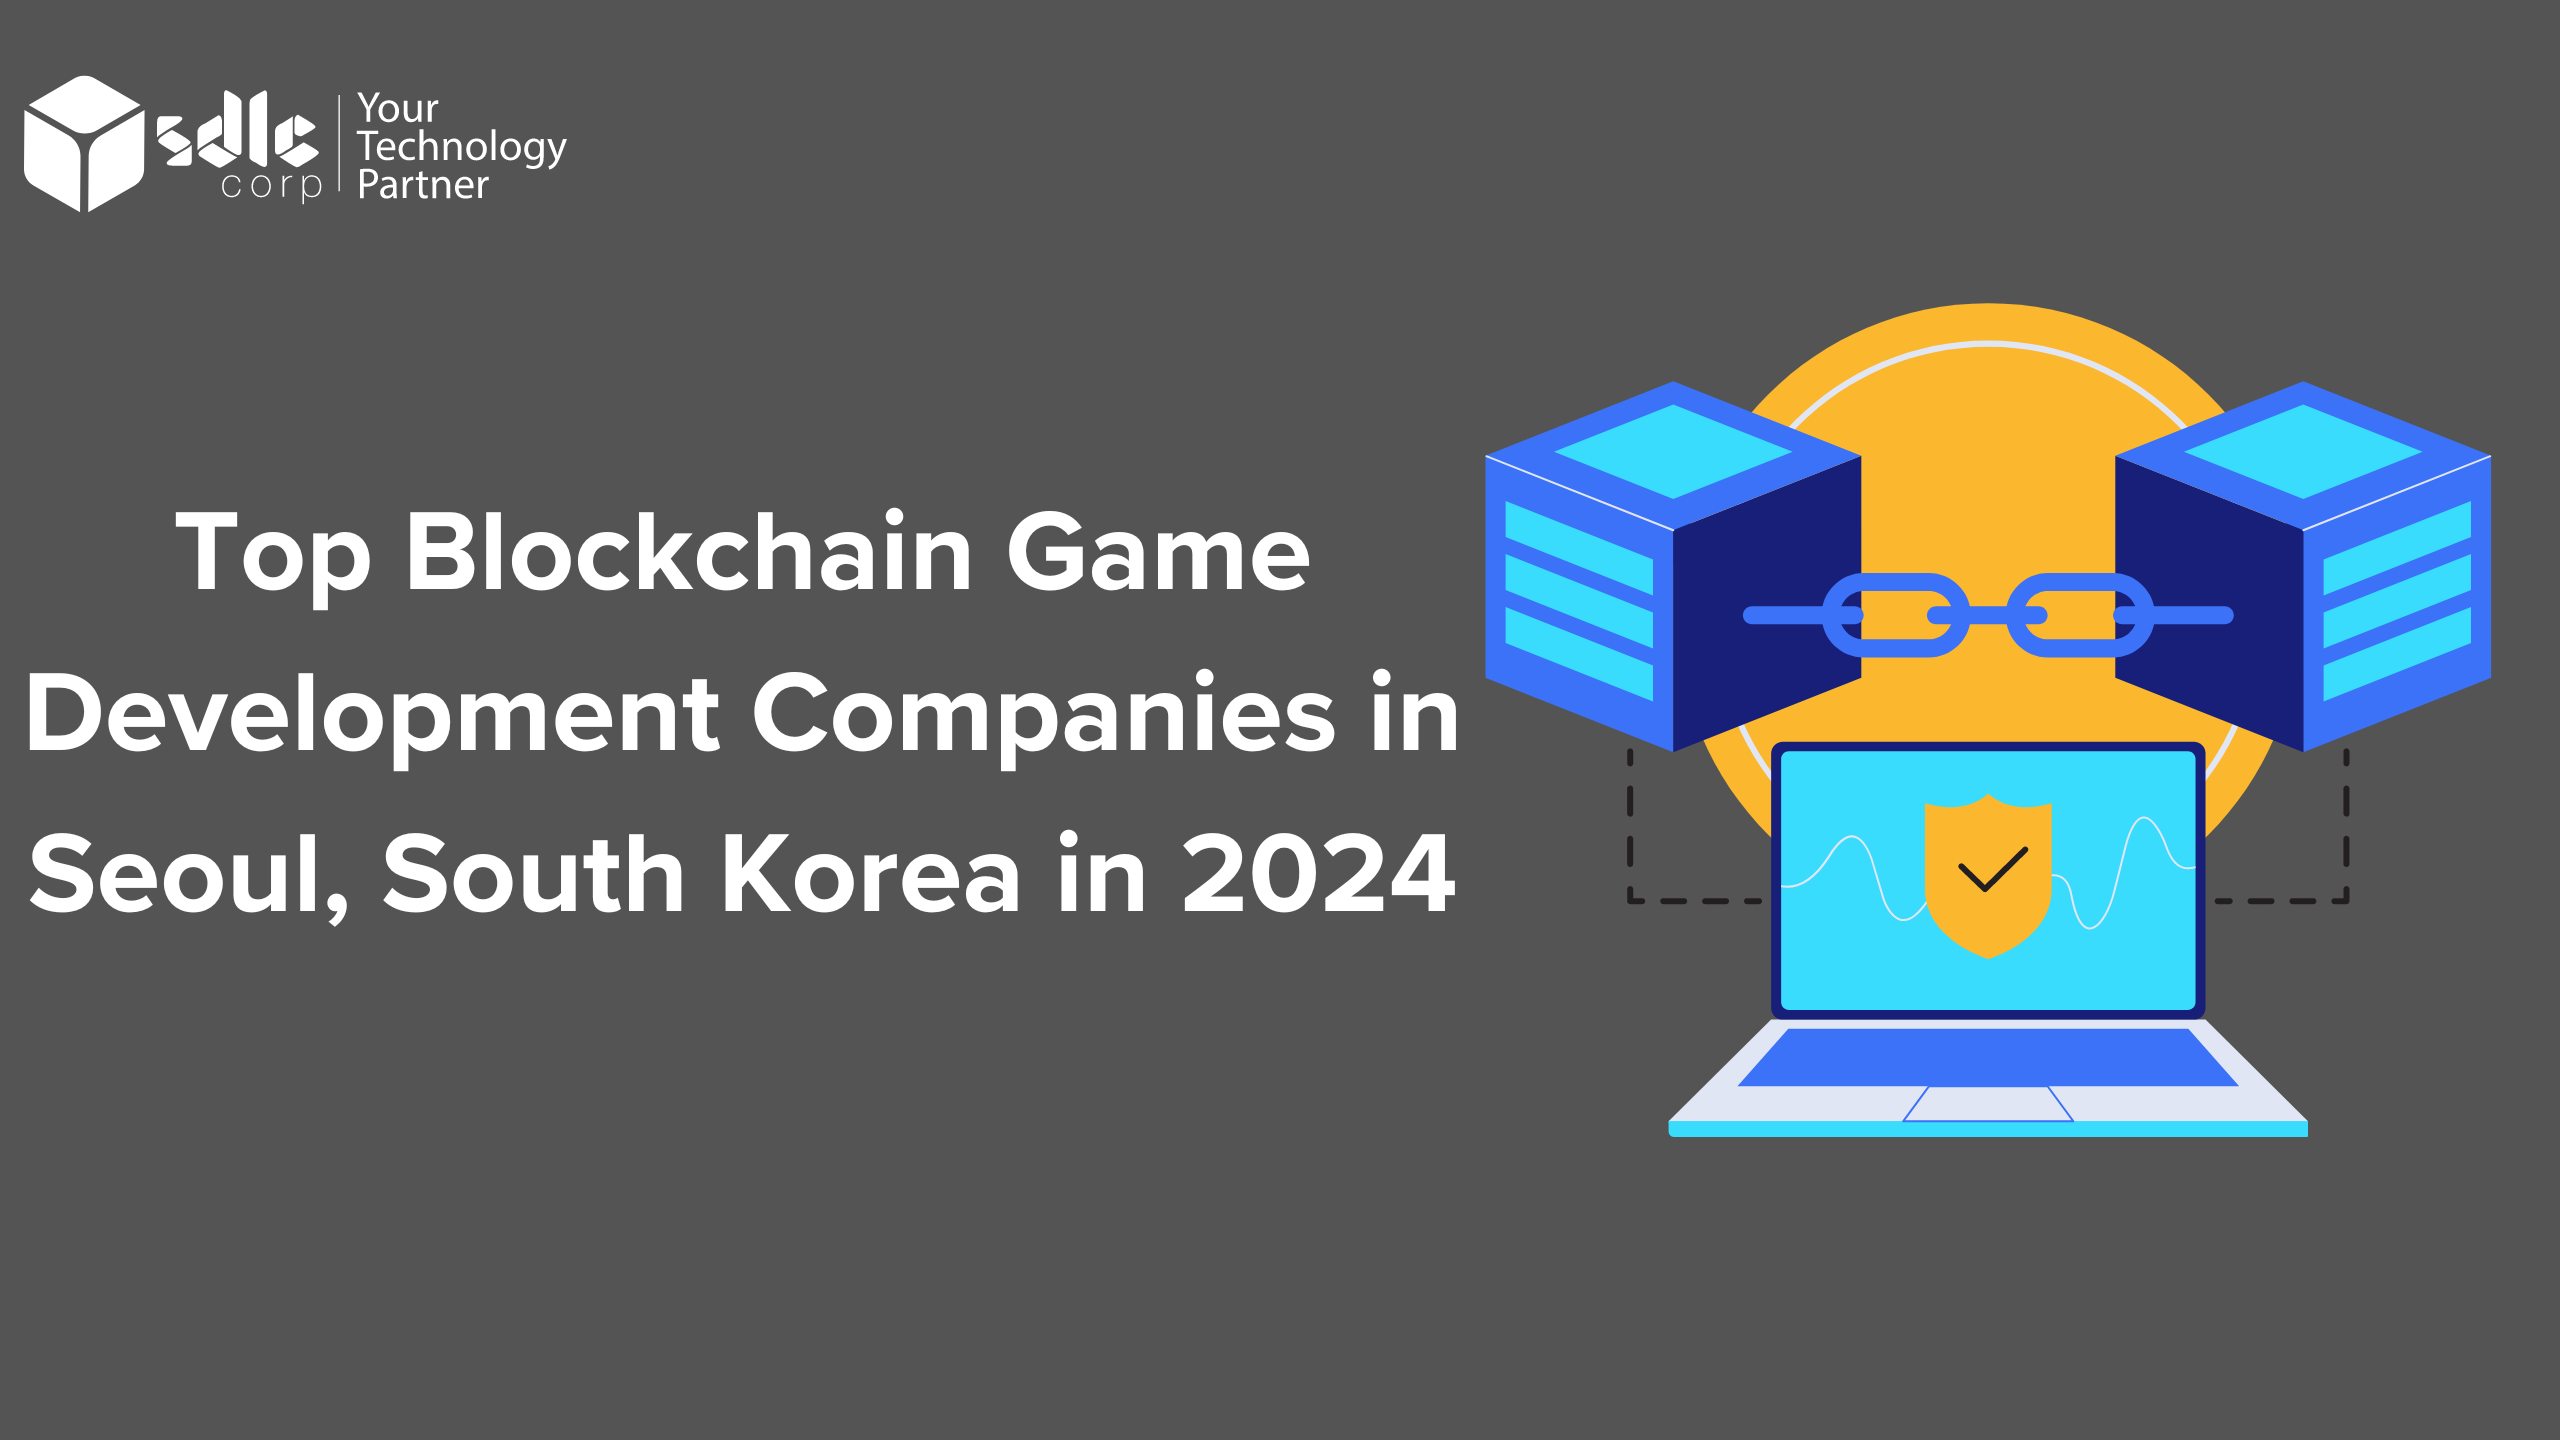 sdlc
corp
Your
Technology
Partner
Top Blockchain Game
Development Companies in
Seoul, South Korea in 2024